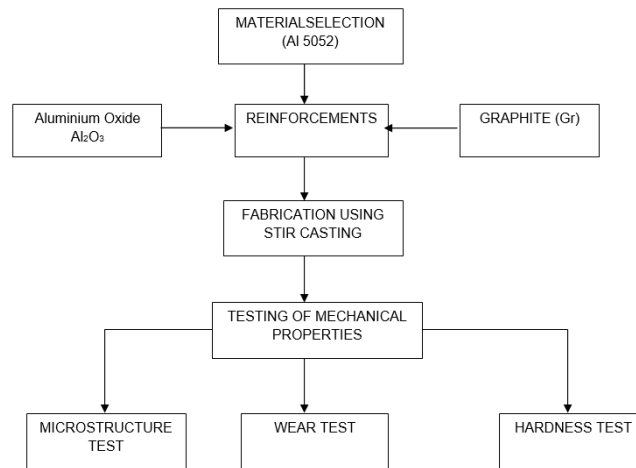 MATERIALSELECTION
(Al 5052)
Aluminium Oxide
Al₂O₃
REINFORCEMENTS
GRAPHITE (Gr)
FABRICATION USING
STIR CASTING
TESTING OF MECHANICAL
PROPERTIES
MICROSTRUCTURE
TEST
WEAR TEST
HARDNESS TEST